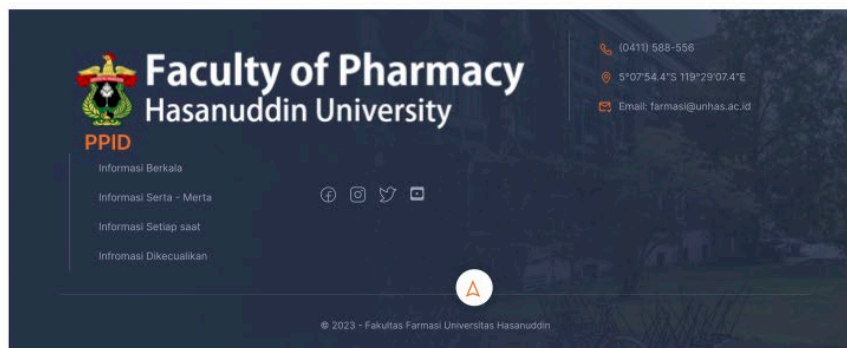 Faculty of Pharmacy
Hasanuddin University
(0411) 588-556
5°07'54.4"S 119°29'07.4"E
Email: farmasi@unhas.ac.id
PPID
Informasi Berkala
Informasi Serta - Merta
Informasi Setiap saat
Infromasi Dikecualikan
© 2023 - Fakultas Farmasi Universitas Hasanuddin